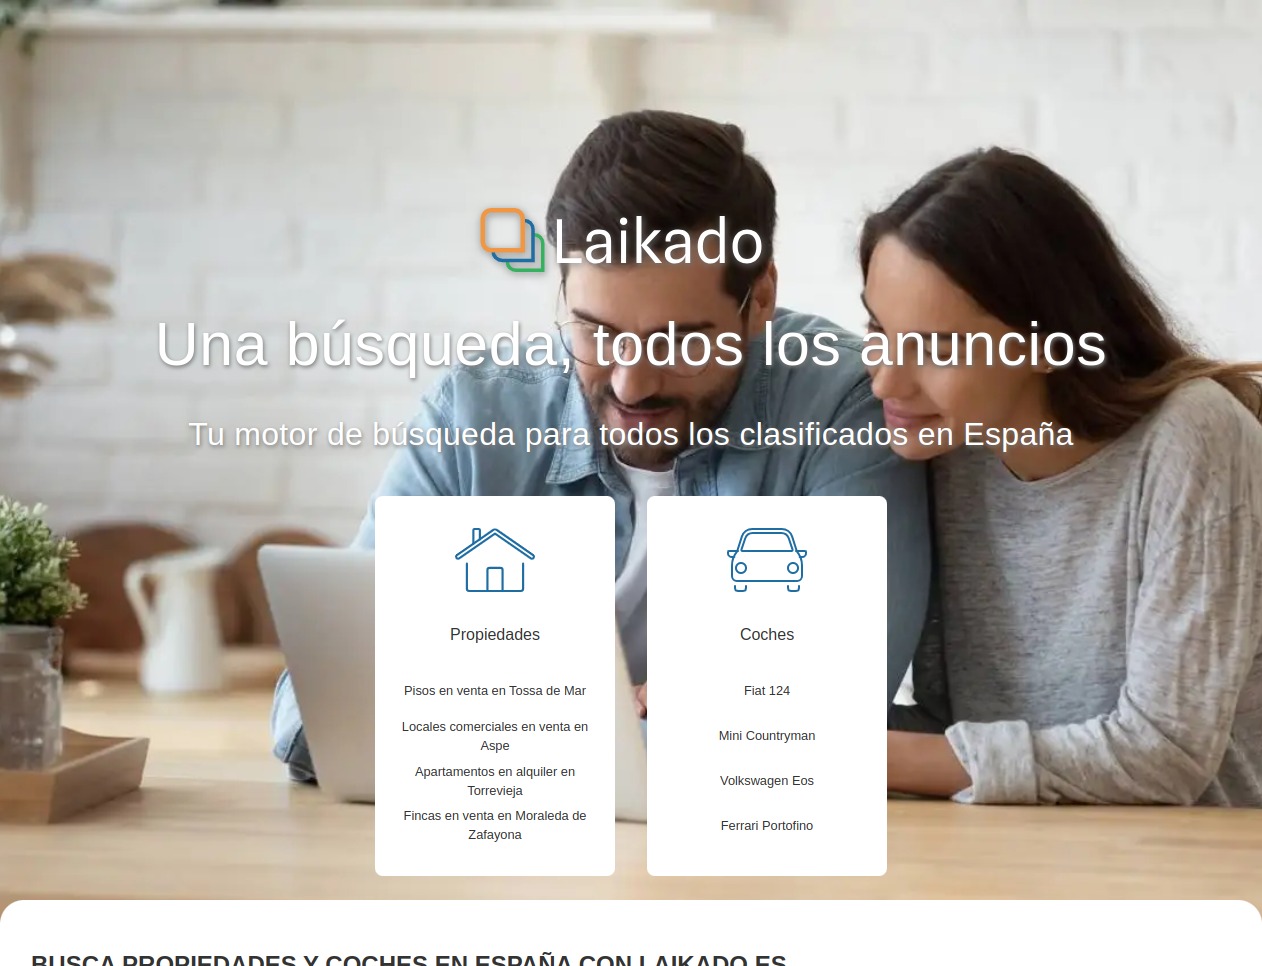 Laikado
Una búsqueda, todos los anuncios
Tu motor de búsqueda para todos los clasificados en España
Propiedades
Pisos en venta en Tossa de Mar
Locales comerciales en venta en
Aspe
Apartamentos en alquiler en
Torrevieja
Fincas en venta en Moraleda de
Zafayona
Coches
Fiat 124
Mini Countryman
Volkswagen Eos
Ferrari Portofino
BUSCA PROPIEDADES Y COCHES EN ESPAÑA CON LAIKADO.ES